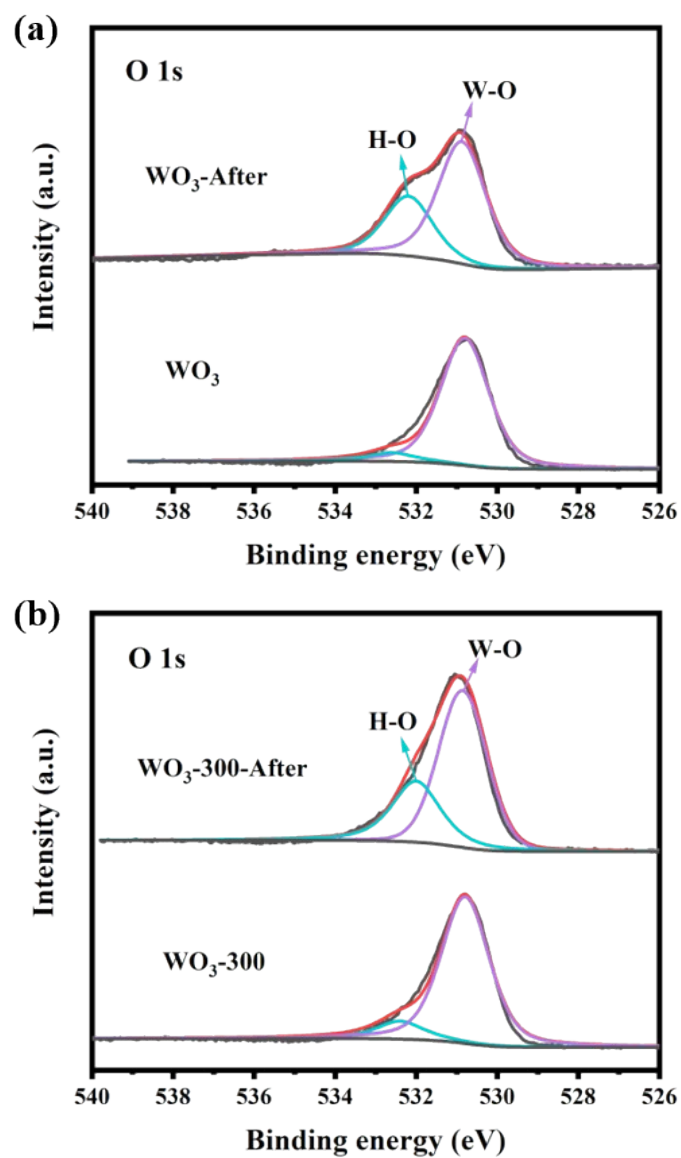 (a)
O 1s
W-O
H-O
WO₃-After
WO₃
Intensity (a.u.)
540 538 536 534 532 530 528 526
Binding energy (eV)
(b)
O 1s
W-O
H-O
WO₃-300-After
WO₃-300
Intensity (a.u.)
540 538 536 534 532 530 528 526
Binding energy (eV)